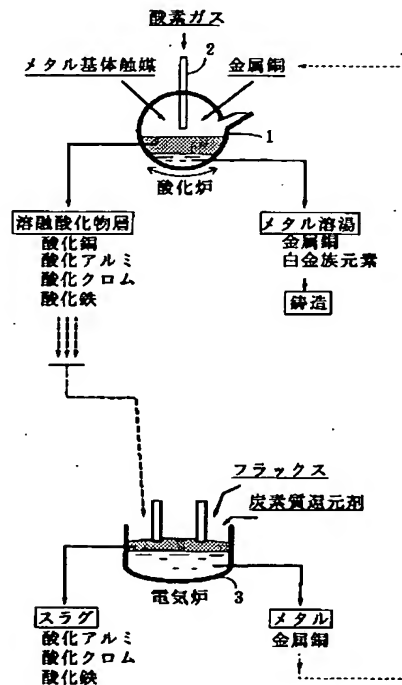 酸素ガス
2
メタル基体触媒
金属銅
1
酸化炉
溶融酸化物層
酸化銅
酸化アルミ
酸化クロム
酸化鉄
メタル溶湯
金属銅
白金族元素
鋳造
フラックス
炭素質還元剤
電気炉
3
スラグ
酸化アルミ
酸化クロム
酸化鉄
メタル
金属銅